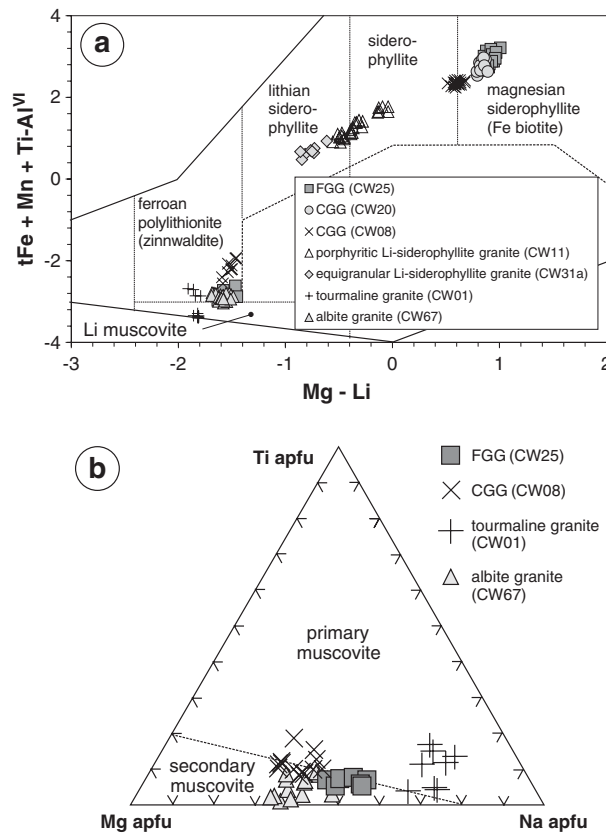 a
4
2
0
-2
-4
-3
-2
-1
0
1
2
tFe + Mn + Ti-Al^VI
Mg - Li
sidero-
phyllite
lithian
sidero-
phyllite
magnesian
siderophyllite
(Fe biotite)
ferroan
polylithionite
(zinnwaldite)
Li muscovite
FGG (CW25)
CGG (CW20)
CGG (CW08)
porphyritic Li-siderophyllite granite (CW11)
equigranular Li-siderophyllite granite (CW31a)
tourmaline granite (CW01)
albite granite (CW67)
b
Ti apfu
FGG (CW25)
CGG (CW08)
tourmaline granite
(CW01)
albite granite
(CW67)
primary
muscovite
secondary
muscovite
Mg apfu
Na apfu